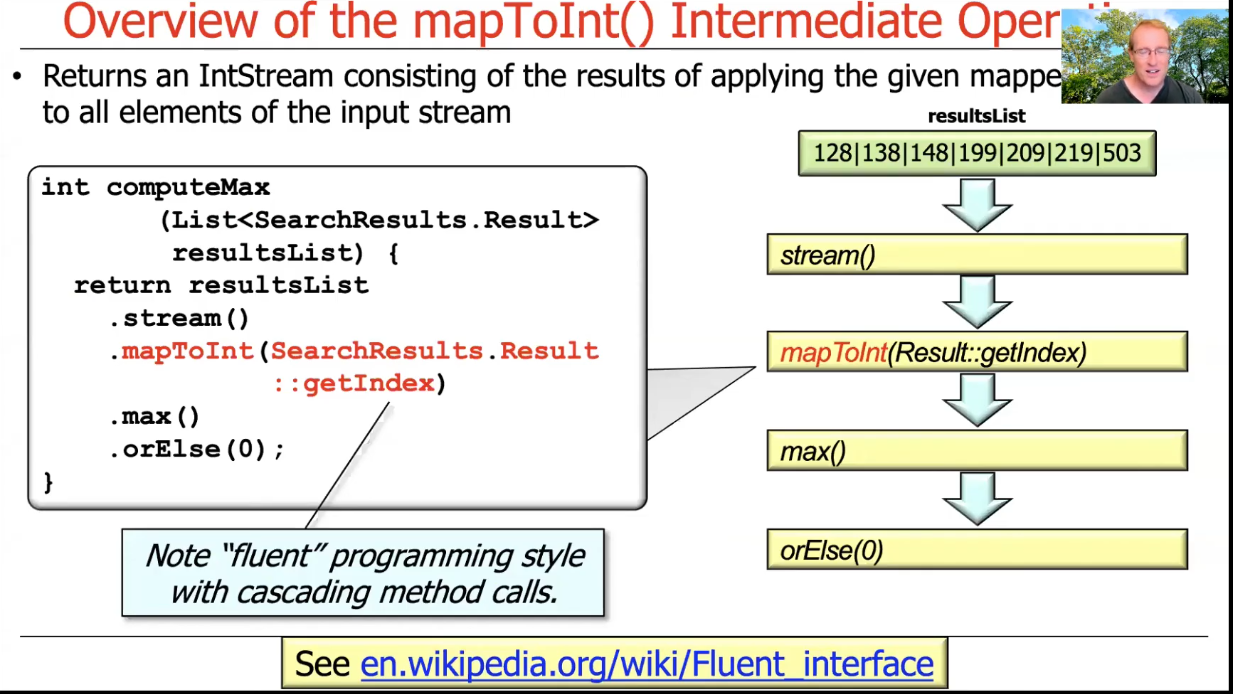 Overview of the mapToInt() Intermediate
• Returns an IntStream consisting of the results of applying the given
to all elements of the input stream
int computeMax
(List<SearchResults.Result>
resultsList) {
return resultsList
.stream()
.mapToInt(SearchResults.Result
::getIndex)
.max()
.orElse(0);
}
Note “fluent” programming style
with cascading method calls.
resultsList
128|138|148|199|209|219|503
stream()
mapToInt(Result::getIndex)
max()
orElse(0)
See en.wikipedia.org/wiki/Fluent_interface